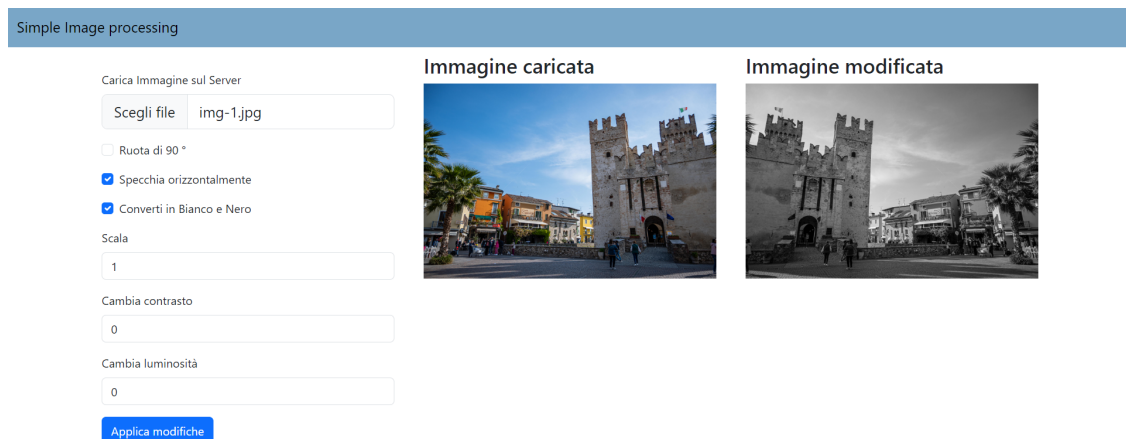 Simple Image processing
Carica Immagine sul Server
Scegli file img-1.jpg
Ruota di 90 °
Specchia orizzontalmente
Converti in Bianco e Nero
Scala
1
Cambia contrasto
0
Cambia luminosità
0
Applica modifiche
Immagine caricata
Immagine modificata